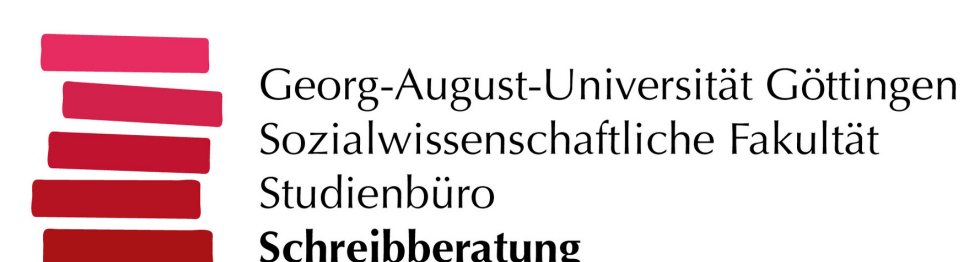 Georg-August-Universität Göttingen
Sozialwissenschaftliche Fakultät
Studienbüro
Schreibberatung